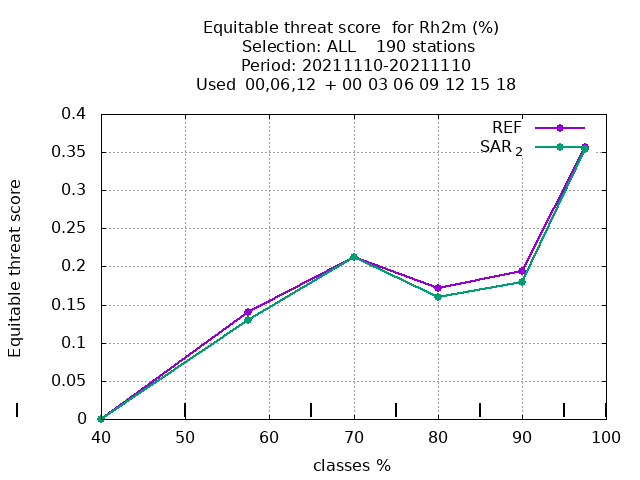 Equitable threat score  for Rh2m (%)
Selection: ALL    190 stations
Period: 20211110-20211110
Used  00,06,12  + 00 03 06 09 12 15 18
REF
SAR 2
0.4
0.35
0.3
0.25
0.2
0.15
0.1
0.05
0
Equitable threat score
40 50 60 70 80 90 100
classes %